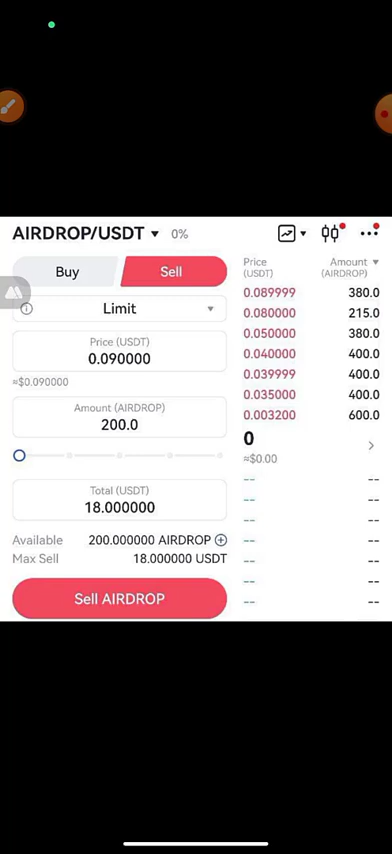 AIRDROP/USDT 0%
Buy
Sell
Limit
Price (USDT)
0.090000
≈$0.090000
Amount (AIRDROP)
200.0
Total (USDT)
18.000000
Available 200.000000 AIRDROP
Max Sell 18.000000 USDT
Sell AIRDROP
Price Amount
(USDT) (AIRDROP)
0.089999 380.0
0.080000 215.0
0.050000 380.0
0.040000 400.0
0.039999 400.0
0.035000 400.0
0.003200 600.0
0
≈$0.00
-- --
-- --
-- --
-- --
-- --
-- --
-- --